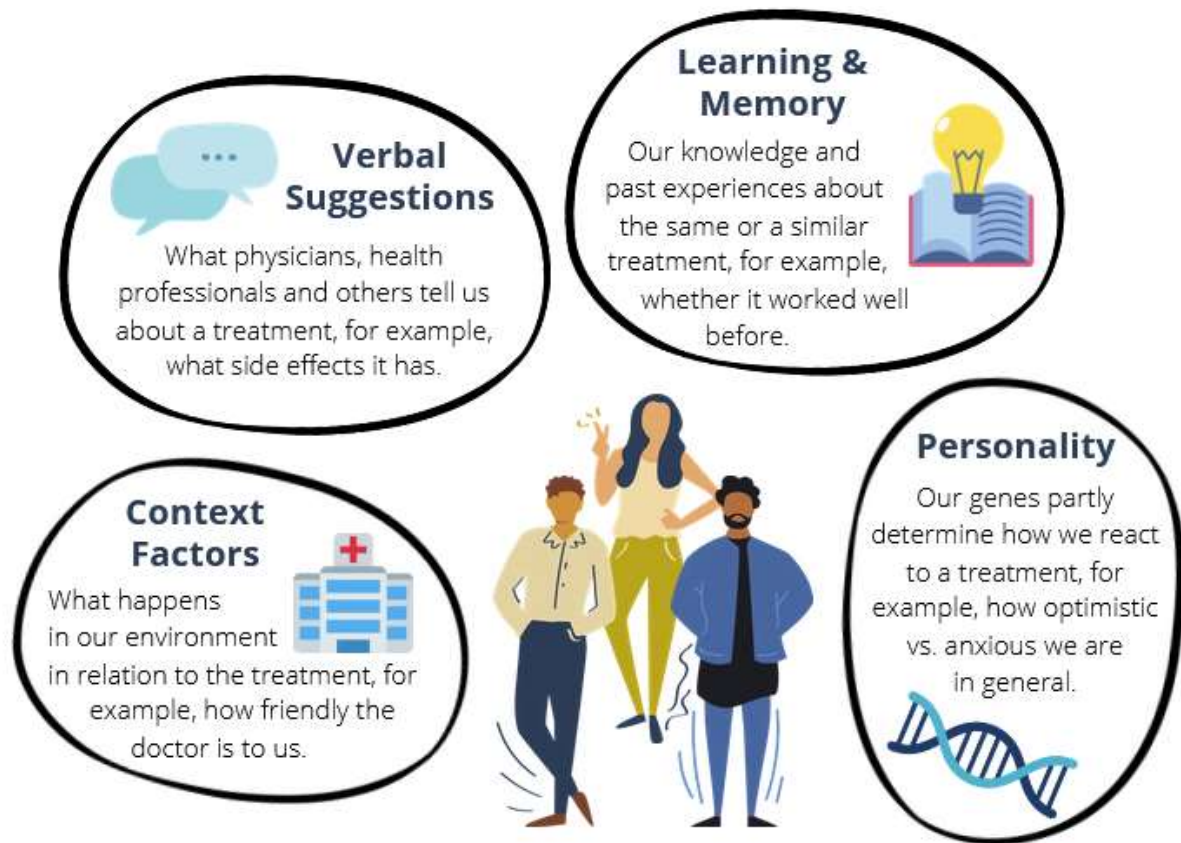 Verbal
Suggestions
What physicians, health
professionals and others tell us
about a treatment, for example,
what side effects it has.
Learning &
Memory
Our knowledge and
past experiences about
the same or a similar
treatment, for example,
whether it worked well
before.
Context
Factors
What happens
in our environment
in relation to the treatment, for
example, how friendly the
doctor is to us.
Personality
Our genes partly
determine how we react
to a treatment, for
example, how optimistic
vs. anxious we are
in general.